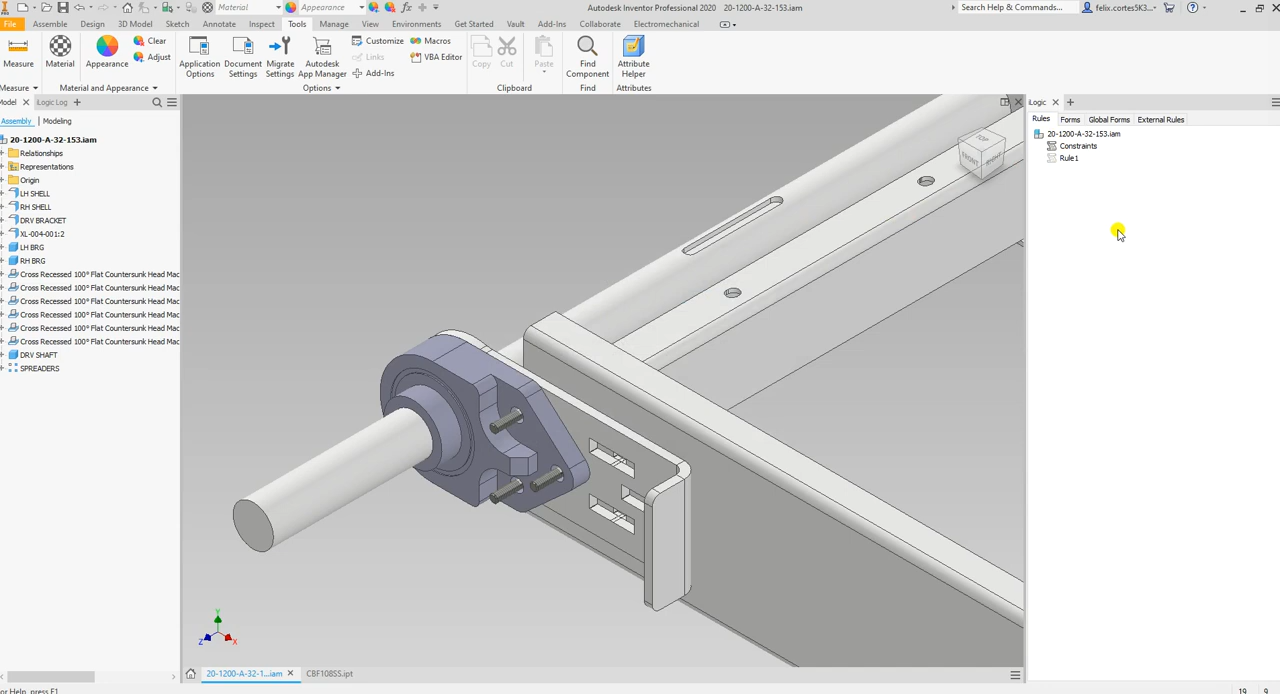 Material
Appearance
Autodesk Inventor Professional 2020 20-1200-A-32-153.iam
Search Help & Commands...
felix.cortes5K3...
File
Assemble
Design
3D Model
Sketch
Annotate
Inspect
Tools
Manage
View
Environments
Get Started
Vault
Add-Ins
Collaborate
Electromechanical
Measure
Material
Appearance
Clear
Adjust
Application Options
Document Settings
Migrate Settings
Autodesk App Manager
Customize
Links
Add-Ins
Macros
VBA Editor
Copy
Cut
Paste
Find Component
Attribute Helper
Measure
Material and Appearance
Options
Clipboard
Find
Attributes
Model
iLogic Log
Assembly
Modeling
20-1200-A-32-153.iam
Relationships
Representations
Origin
LH SHELL
RH SHELL
DRV BRACKET
XL-004-001:2
LH BRG
RH BRG
Cross Recessed 100° Flat Countersunk Head Mac
Cross Recessed 100° Flat Countersunk Head Mac
Cross Recessed 100° Flat Countersunk Head Mac
Cross Recessed 100° Flat Countersunk Head Mac
Cross Recessed 100° Flat Countersunk Head Mac
Cross Recessed 100° Flat Countersunk Head Mac
DRV SHAFT
SPREADERS
TOP
FRONT
RIGHT
Y
Z
X
20-1200-A-32-1...iam
CBF108SS.ipt
iLogic
Rules
Forms
Global Forms
External Rules
20-1200-A-32-153.iam
Constraints
Rule1
or Help, press F1
19
9